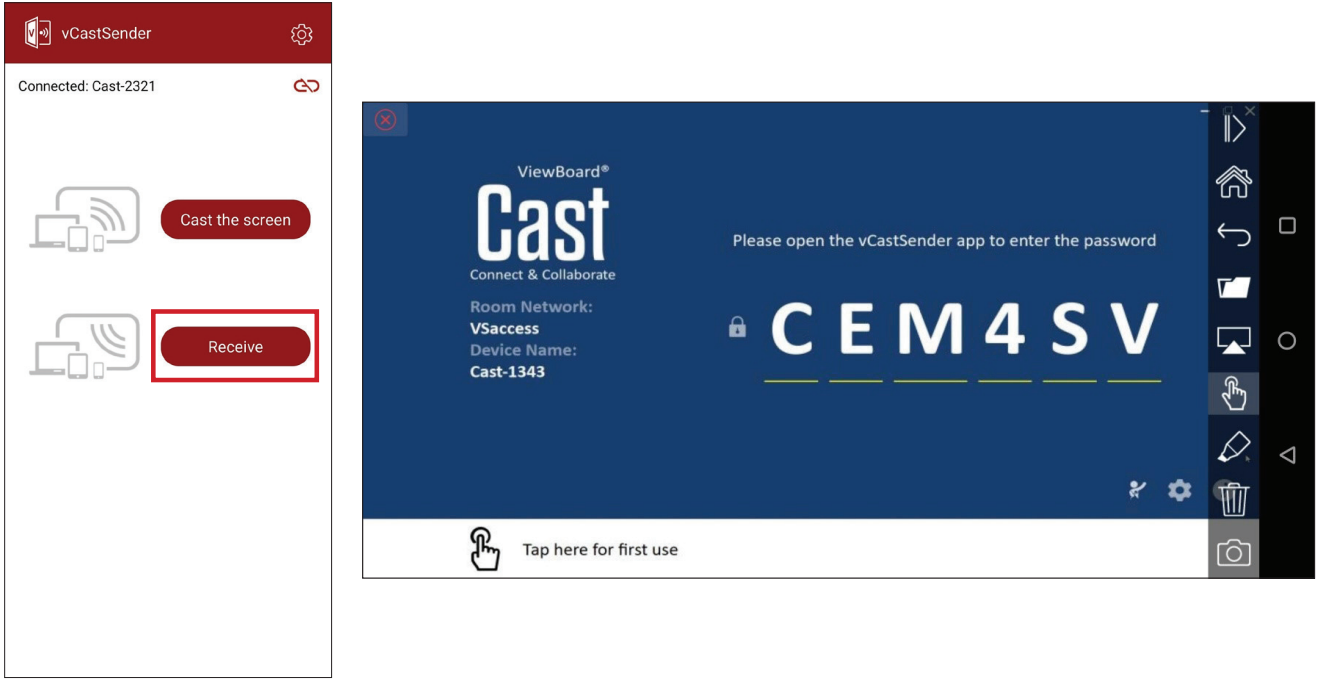 vCastSender
Connected: Cast-2321
Cast the screen
Receive
ViewBoard®
Cast
Connect & Collaborate
Room Network:
VSaccess
Device Name:
Cast-1343
Please open the vCastSender app to enter the password
CEM4SV
Tap here for first use